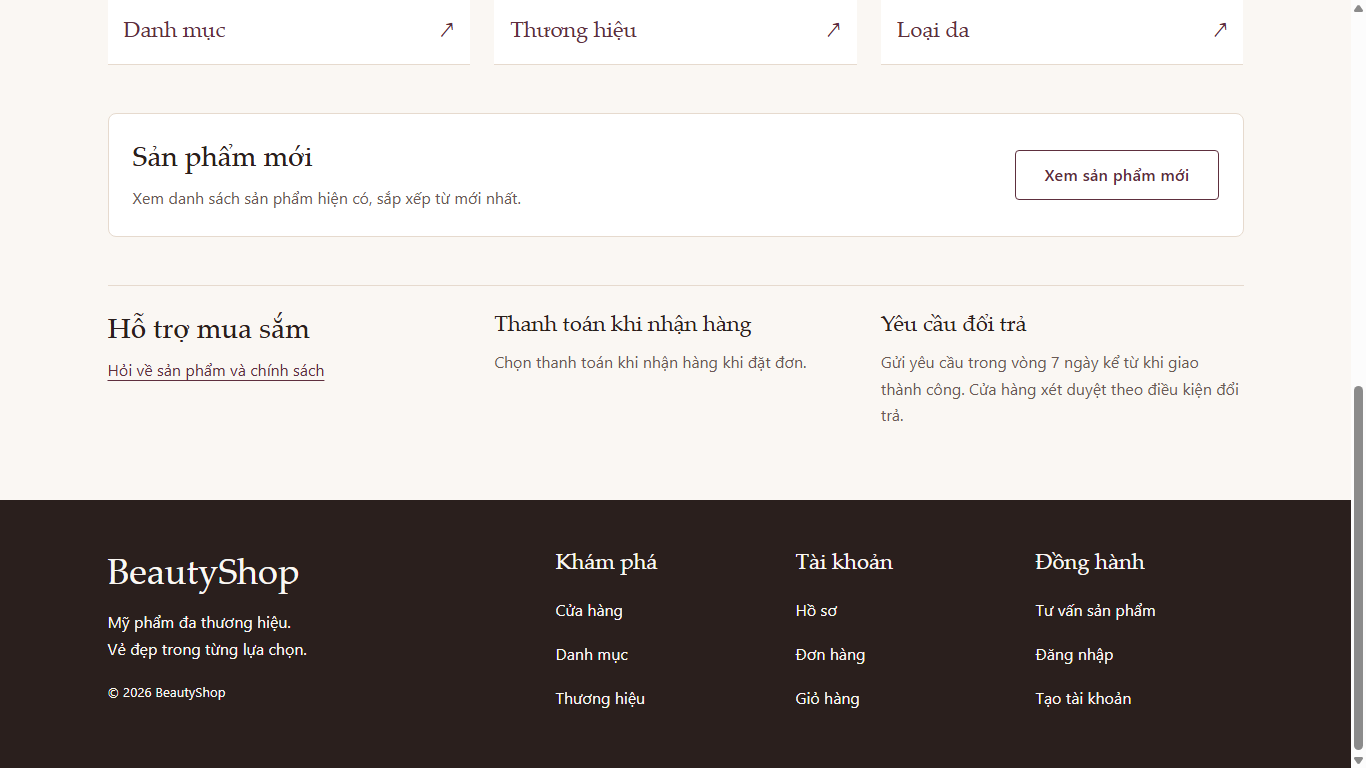 Danh mục
Thương hiệu
Loại da
Sản phẩm mới
Xem danh sách sản phẩm hiện có, sắp xếp từ mới nhất.
Xem sản phẩm mới
Hỗ trợ mua sắm
Hỏi về sản phẩm và chính sách
Thanh toán khi nhận hàng
Chọn thanh toán khi nhận hàng khi đặt đơn.
Yêu cầu đổi trả
Gửi yêu cầu trong vòng 7 ngày kể từ khi giao
thành công. Cửa hàng xét duyệt theo điều kiện đổi
trả.
BeautyShop
Mỹ phẩm đa thương hiệu.
Vẻ đẹp trong từng lựa chọn.
© 2026 BeautyShop
Khám phá
Cửa hàng
Danh mục
Thương hiệu
Tài khoản
Hồ sơ
Đơn hàng
Giỏ hàng
Đồng hành
Tư vấn sản phẩm
Đăng nhập
Tạo tài khoản